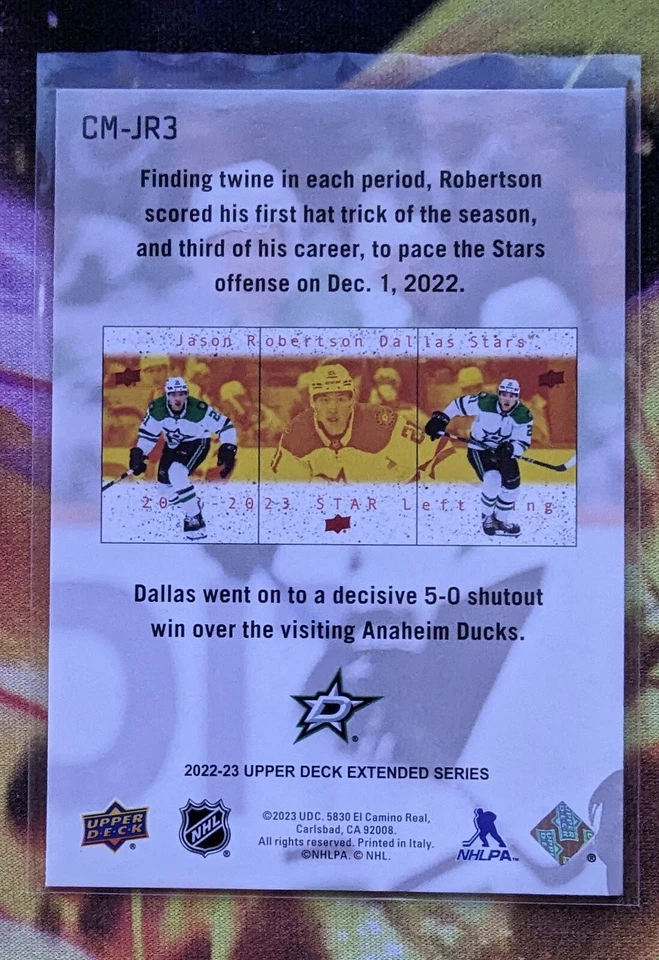 CM-JR3
Finding twine in each period, Robertson
scored his first hat trick of the season,
and third of his career, to pace the Stars
offense on Dec. 1, 2022.
Jason Robertson Dallas Stars
2023 STAR Left
Dallas went on to a decisive 5-0 shutout
win over the visiting Anaheim Ducks.
D
®
2022-23 UPPER DECK EXTENDED SERIES
UPPER
D·E·C·K
®
NHL
®
©2023 UDC. 5830 El Camino Real,
Carlsbad, CA 92008.
All rights reserved. Printed in Italy.
©NHLPA. © NHL.
NHLPA™
®